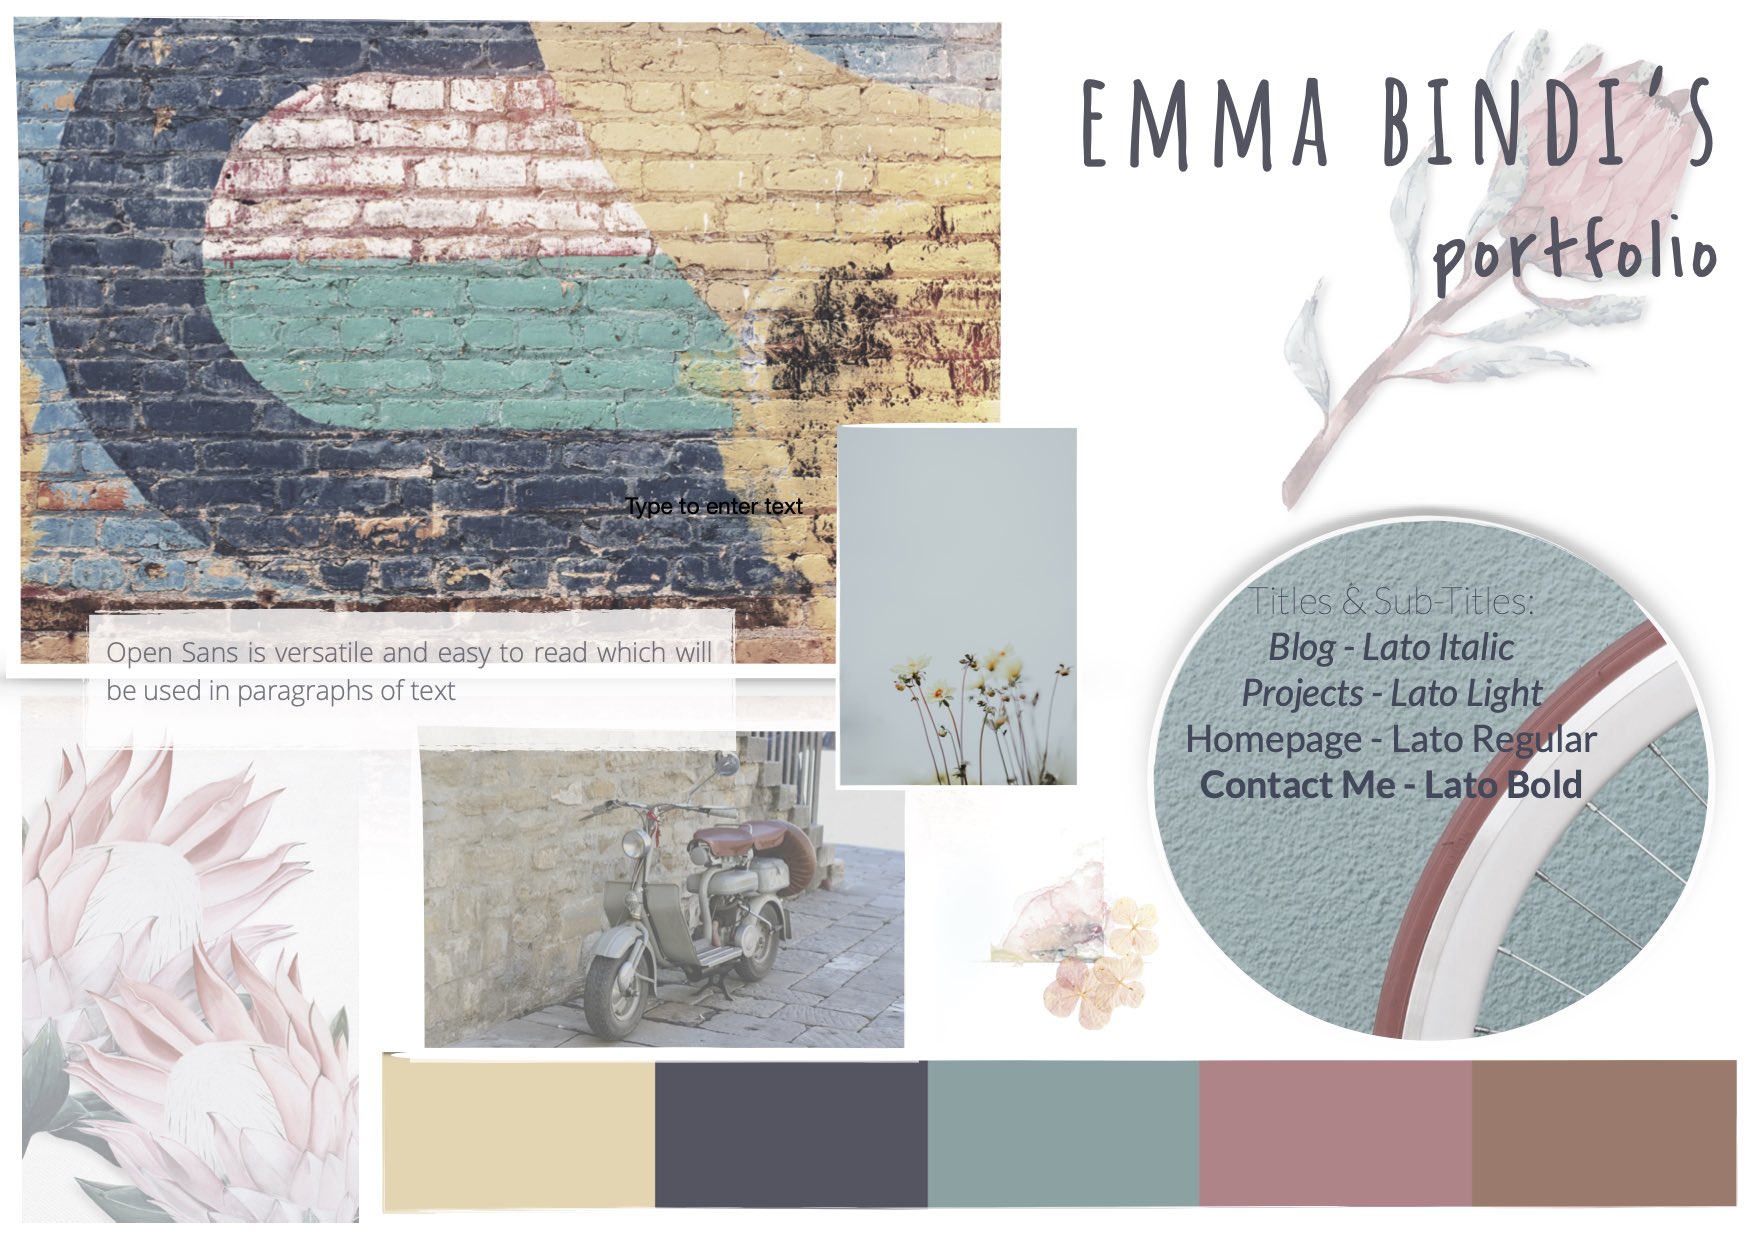 EMMA BINDI'S
portfolio
Type to enter text
Open Sans is versatile and easy to read which will
be used in paragraphs of text
Titles & Sub-Titles:
Blog - Lato Italic
Projects - Lato Light
Homepage - Lato Regular
Contact Me - Lato Bold